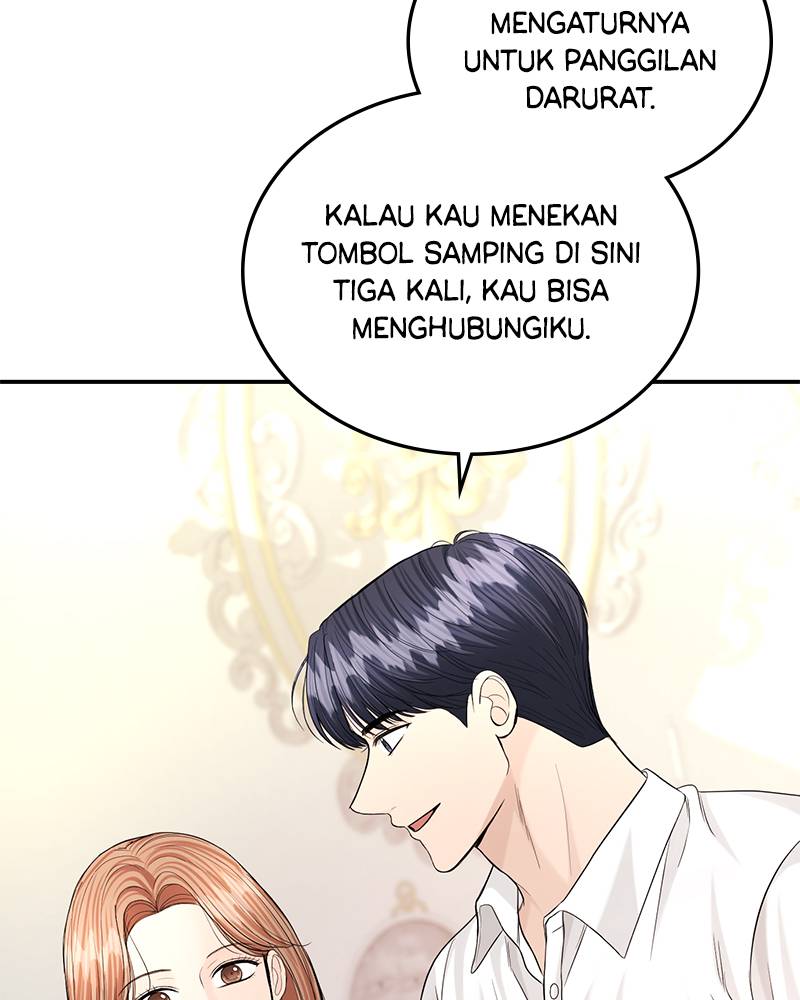 MENGATURNYA
UNTUK PANGGILAN
DARURAT.
KALAU KAU MENEKAN
TOMBOL SAMPING DI SINI
TIGA KALI, KAU BISA
MENGHUBUNGIKU.